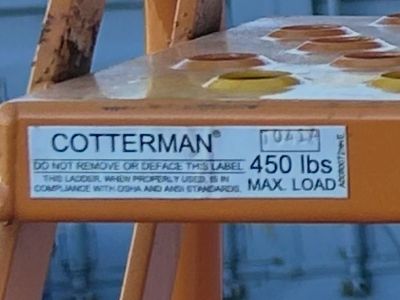 COTTERMAN®
DO NOT REMOVE OR DEFACE THIS LABEL
THIS LADDER, WHEN PROPERLY USED, IS IN
COMPLIANCE WITH OSHA AND ANSI STANDARDS.
450 lbs
MAX. LOAD